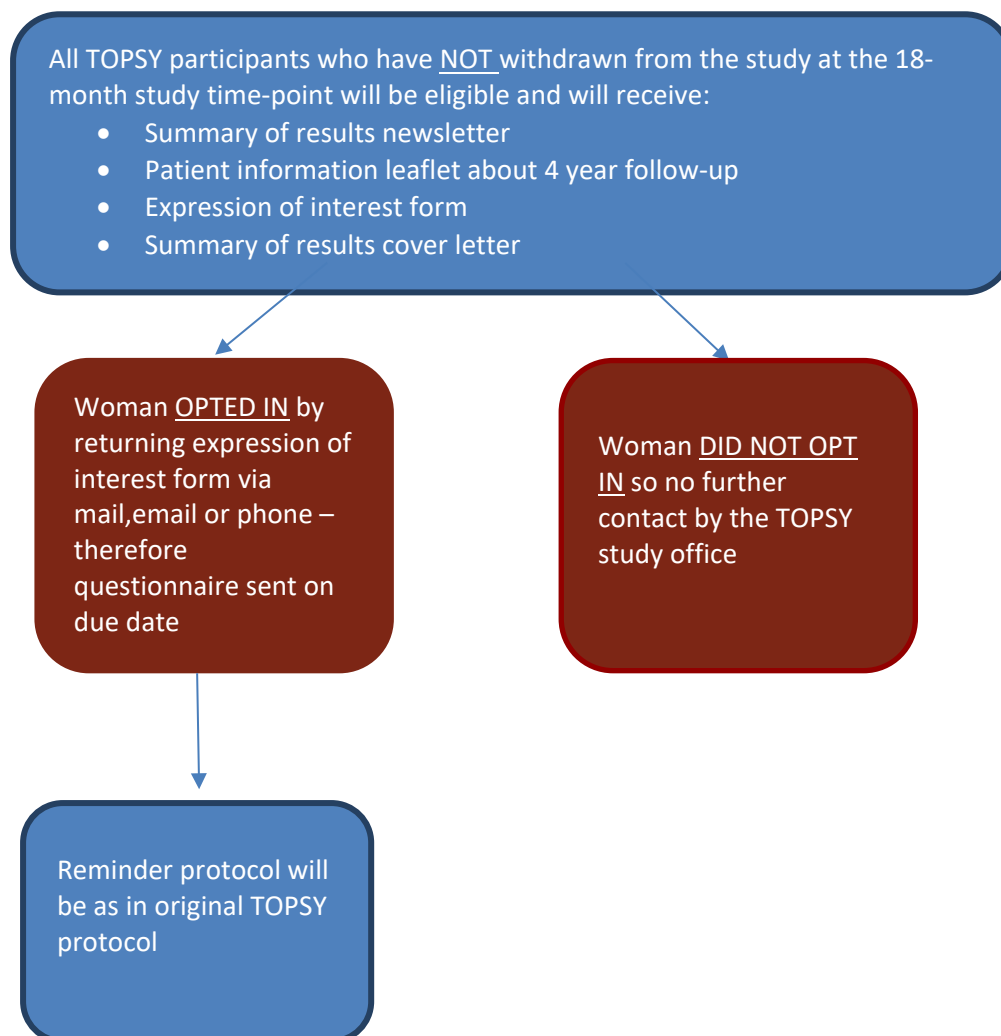 All TOPSY participants who have NOT withdrawn from the study at the 18-
month study time-point will be eligible and will receive:
• Summary of results newsletter
• Patient information leaflet about 4 year follow-up
• Expression of interest form
• Summary of results cover letter
Woman OPTED IN by
returning expression of
interest form via
mail,email or phone –
therefore
questionnaire sent on
due date
Woman DID NOT OPT
IN so no further
contact by the TOPSY
study office
Reminder protocol will
be as in original TOPSY
protocol